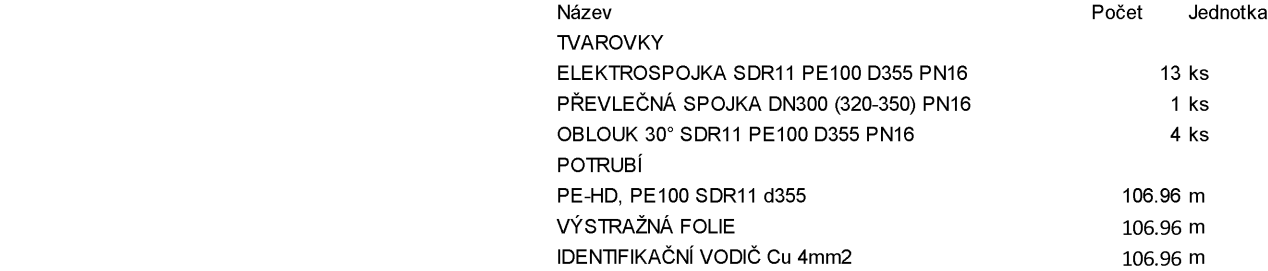 Název Počet Jednotka
TVAROVKY
ELEKTROSPOJKA SDR11 PE100 D355 PN16 13 ks
PŘEVLEČNÁ SPOJKA DN300 (320-350) PN16 1 ks
OBLOUK 30° SDR11 PE100 D355 PN16 4 ks
POTRUBÍ
PE-HD, PE100 SDR11 d355 106.96 m
VÝSTRAŽNÁ FOLIE 106.96 m
IDENTIFIKAČNÍ VODIČ Cu 4mm2 106.96 m